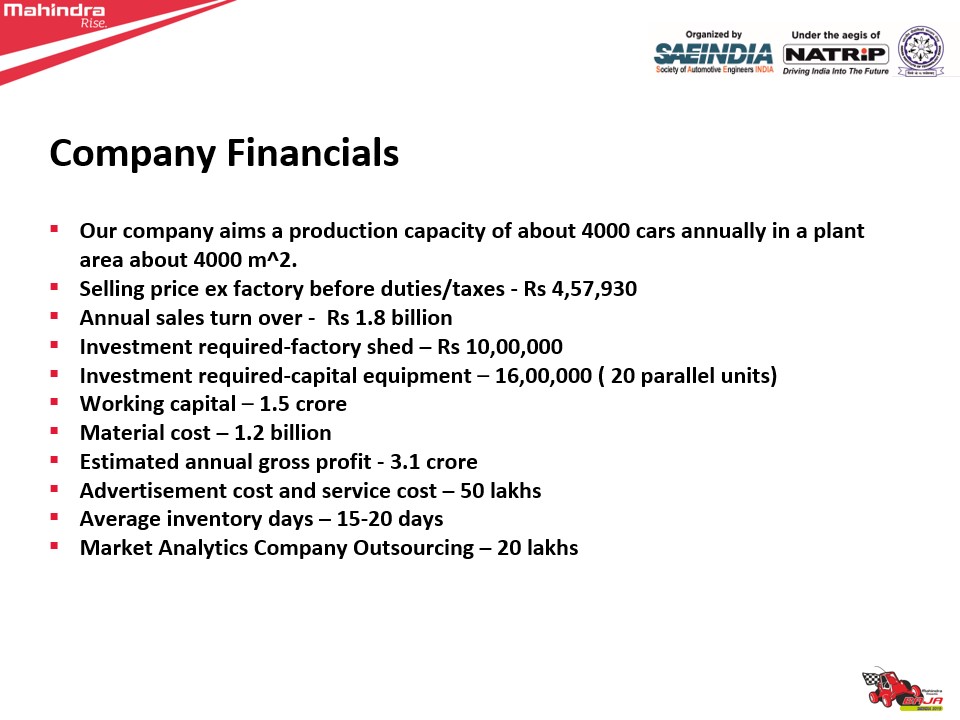 Mahindra
Rise.
Organized by
SAEINDIA
Society of Automotive Engineers INDIA
Under the aegis of
NATRiP
Driving India Into The Future
Company Financials
▪ Our company aims a production capacity of about 4000 cars annually in a plant
area about 4000 m^2.
▪ Selling price ex factory before duties/taxes - Rs 4,57,930
▪ Annual sales turn over -  Rs 1.8 billion
▪ Investment required-factory shed – Rs 10,00,000
▪ Investment required-capital equipment – 16,00,000 ( 20 parallel units)
▪ Working capital – 1.5 crore
▪ Material cost – 1.2 billion
▪ Estimated annual gross profit - 3.1 crore
▪ Advertisement cost and service cost – 50 lakhs
▪ Average inventory days – 15-20 days
▪ Market Analytics Company Outsourcing – 20 lakhs
Mahindra
BAJA